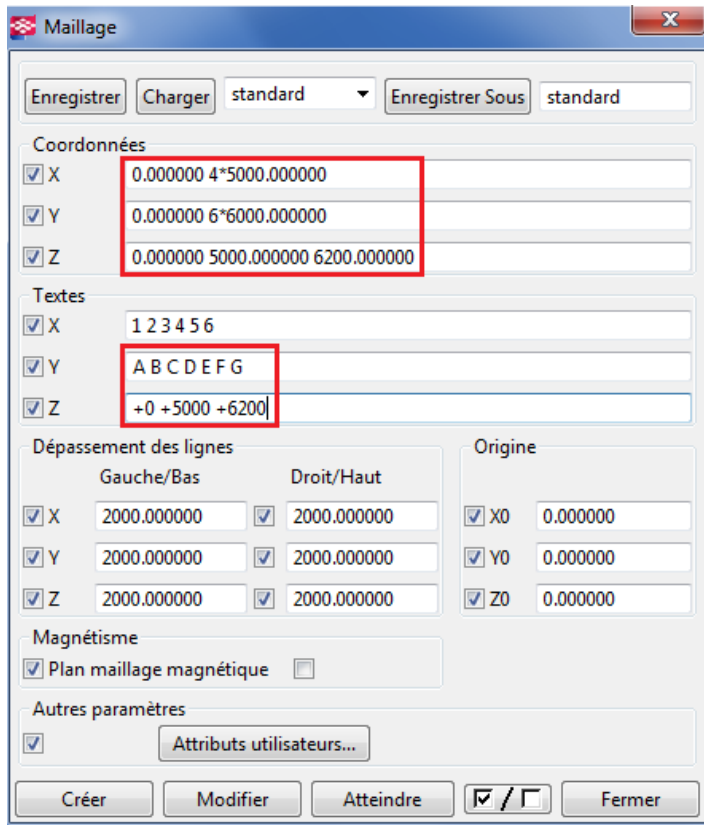 Maillage
Enregistrer Charger standard Enregistrer Sous standard
Coordonnées
X 0.000000 4*5000.000000
Y 0.000000 6*6000.000000
Z 0.000000 5000.000000 6200.000000
Textes
X 1 2 3 4 5 6
Y A B C D E F G
Z +0 +5000 +6200
Dépassement des lignes Origine
Gauche/Bas Droit/Haut
X 2000.000000 2000.000000 X0 0.000000
Y 2000.000000 2000.000000 Y0 0.000000
Z 2000.000000 2000.000000 Z0 0.000000
Magnétisme
Plan maillage magnétique
Autres paramètres
Attributs utilisateurs...
Créer Modifier Atteindre / Fermer